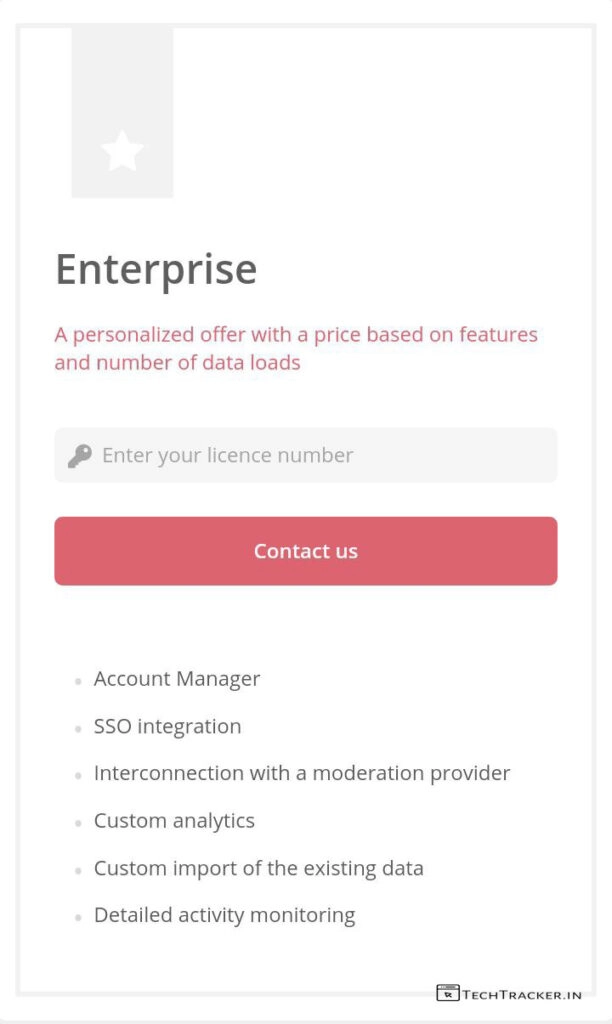 Enterprise
A personalized offer with a price based on features
and number of data loads
Enter your licence number
Contact us
Account Manager
SSO integration
Interconnection with a moderation provider
Custom analytics
Custom import of the existing data
Detailed activity monitoring
TECHTRACKER.IN